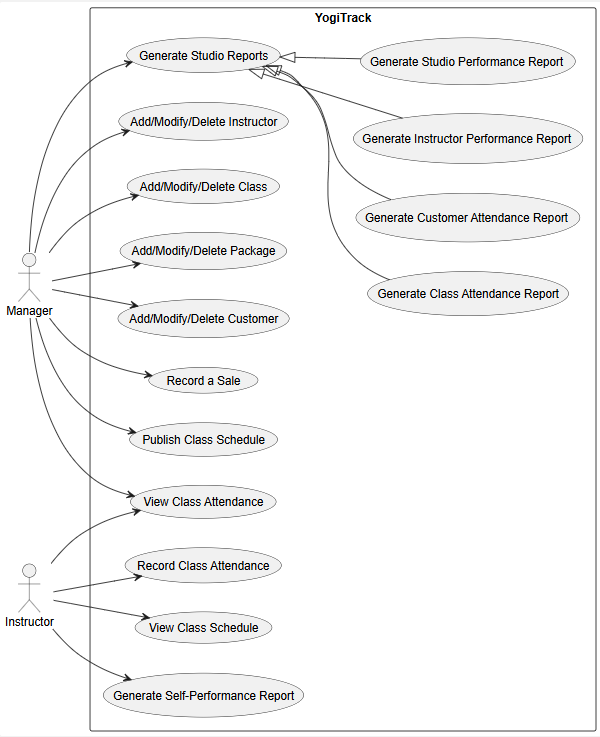 YogiTrack
Generate Studio Reports
Generate Studio Performance Report
Add/Modify/Delete Instructor
Generate Instructor Performance Report
Add/Modify/Delete Class
Generate Customer Attendance Report
Add/Modify/Delete Package
Generate Class Attendance Report
Manager
Add/Modify/Delete Customer
Record a Sale
Publish Class Schedule
View Class Attendance
Record Class Attendance
Instructor
View Class Schedule
Generate Self-Performance Report